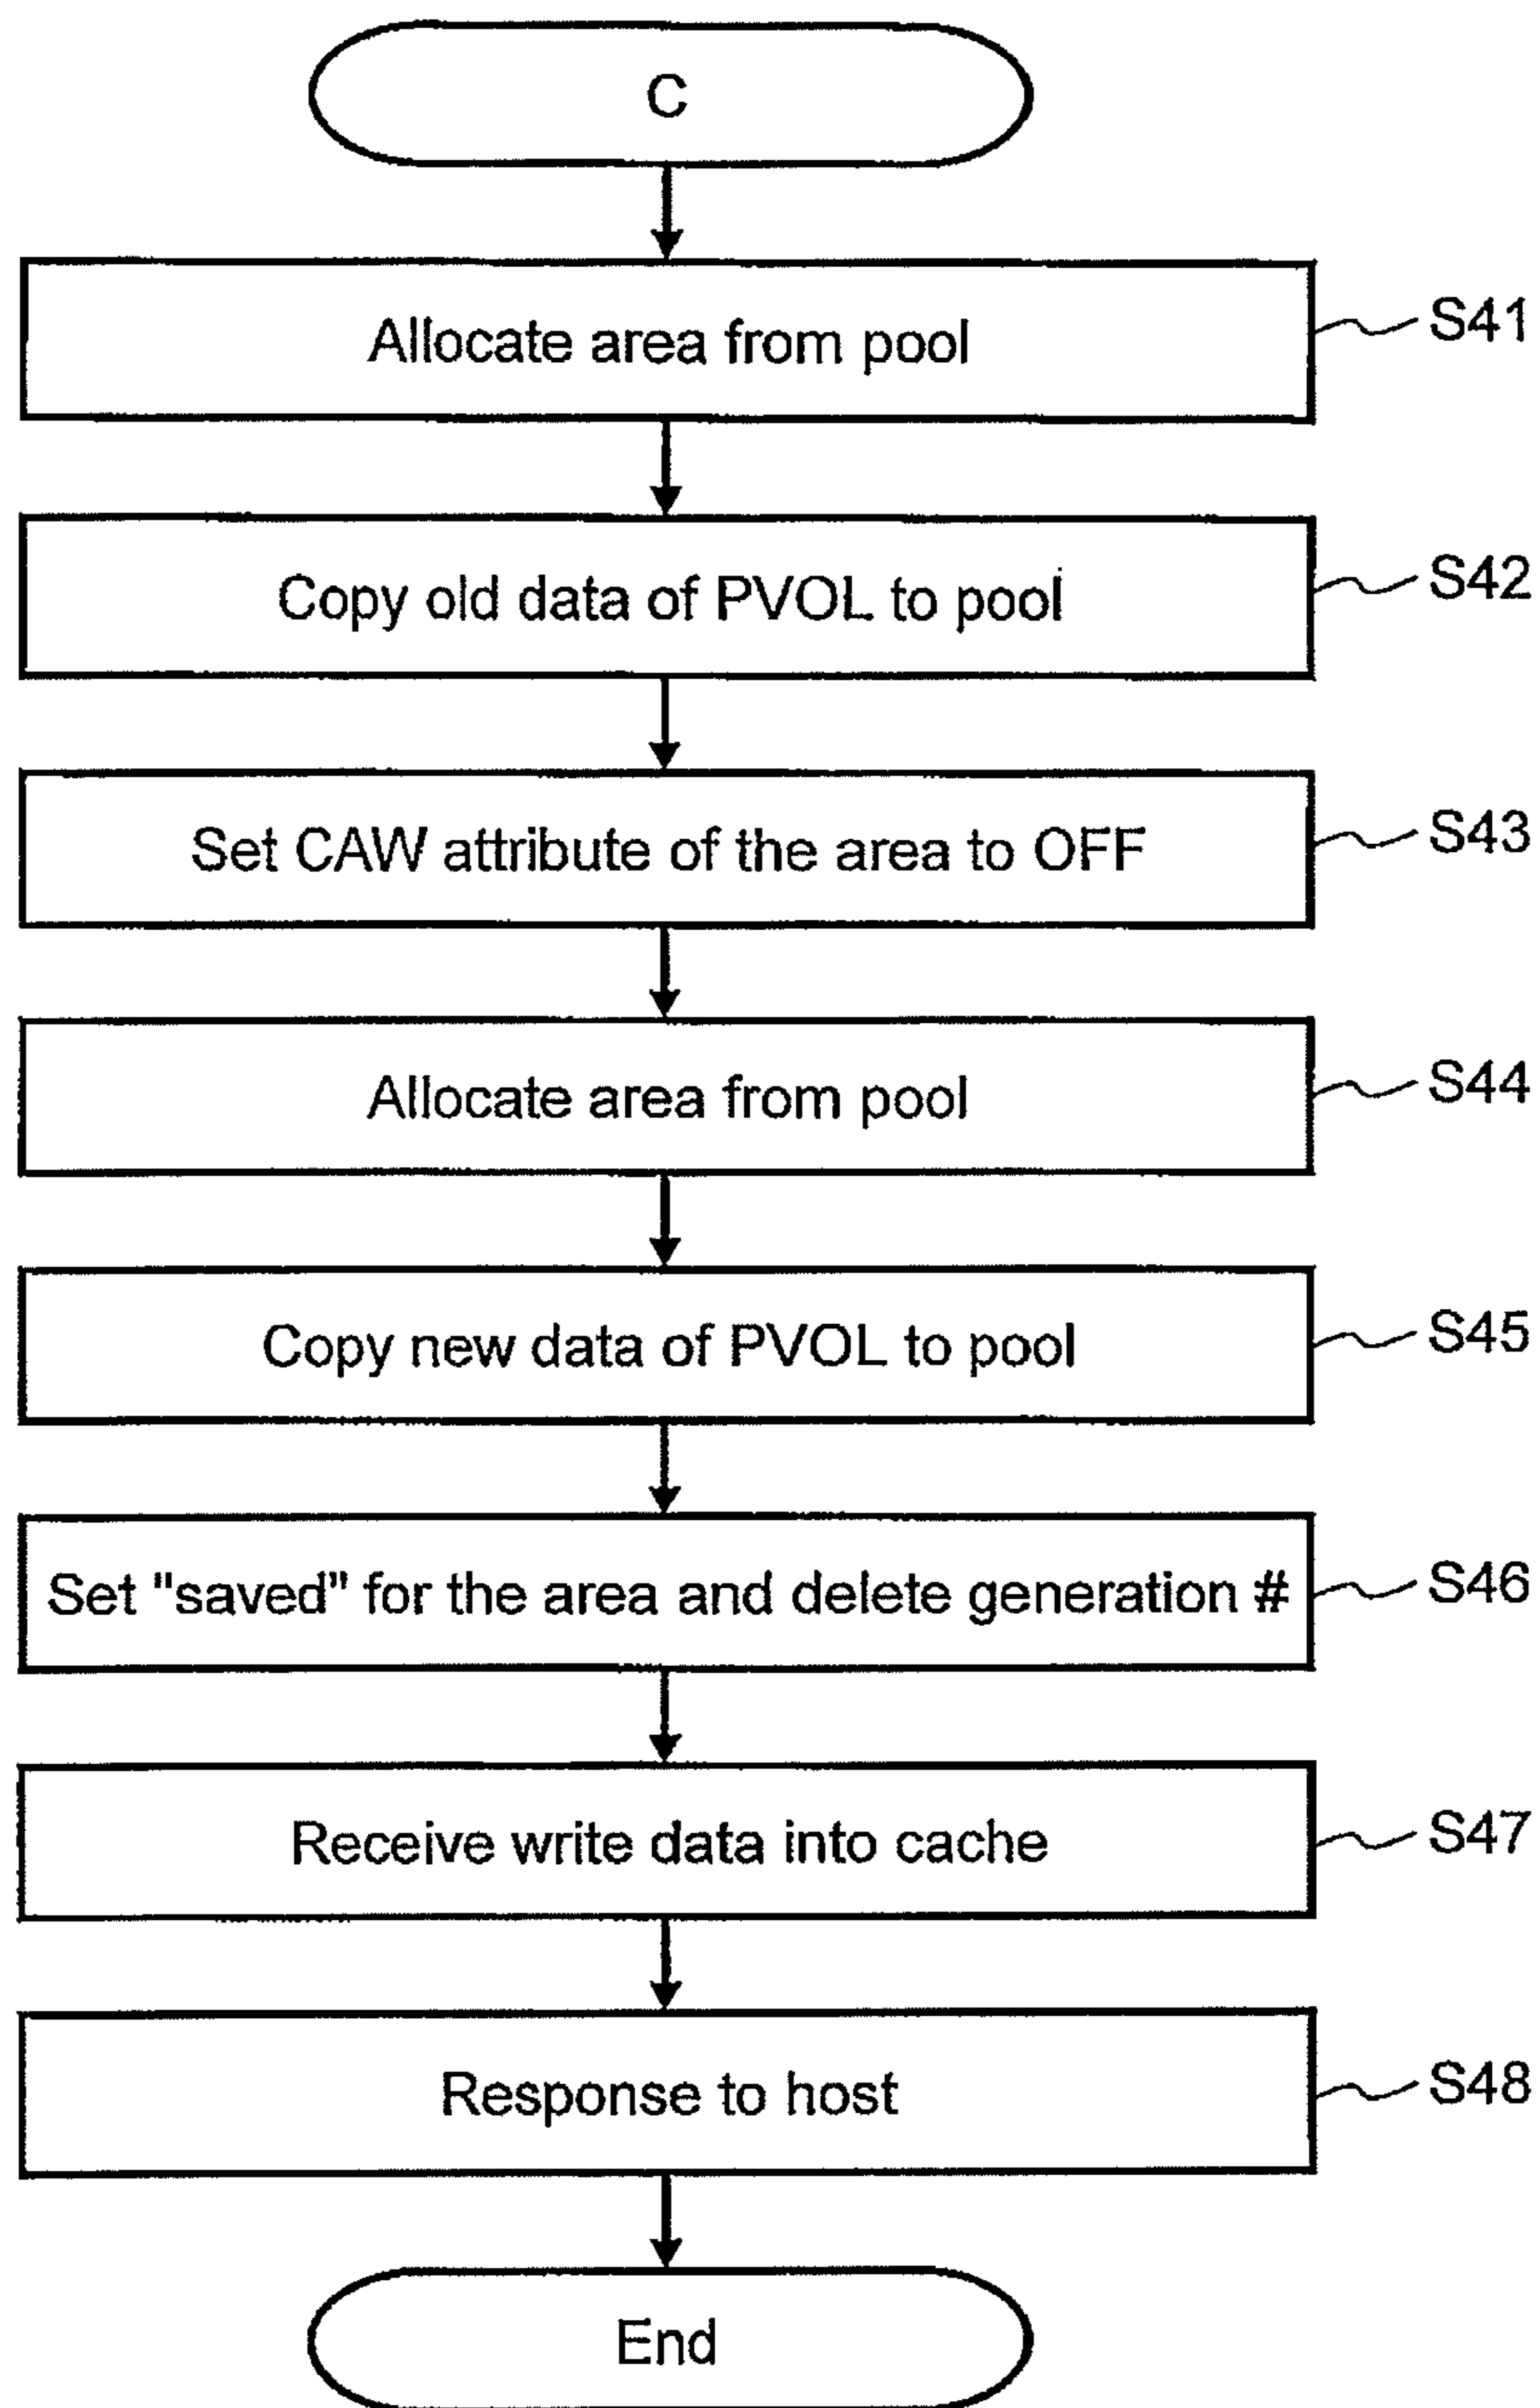 C
Allocate area from pool
S41
Copy old data of PVOL to pool
S42
Set CAW attribute of the area to OFF
S43
Allocate area from pool
S44
Copy new data of PVOL to pool
S45
Set "saved" for the area and delete generation #
S46
Receive write data into cache
S47
Response to host
S48
End